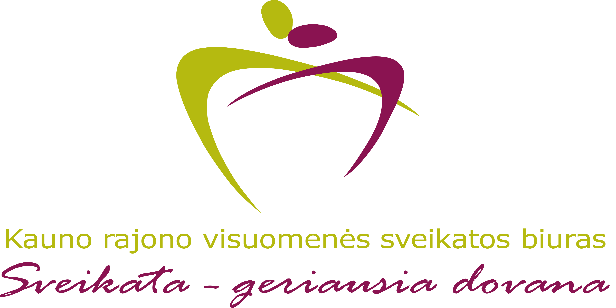 Kauno rajono visuomenės sveikatos biuras
Sveikata - geriausia dovana